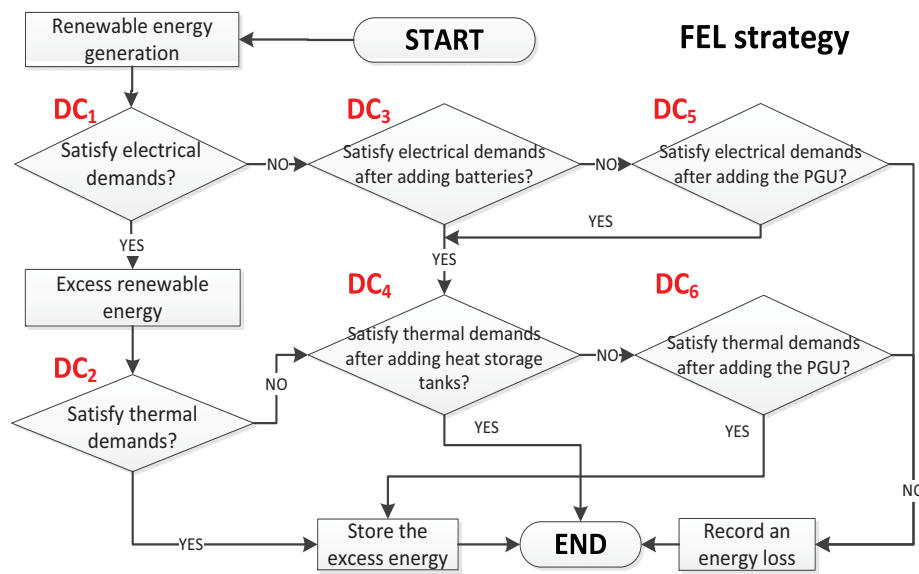 Renewable energy
generation
START
FEL strategy
DC1
Satisfy electrical
demands?
NO
DC3
Satisfy electrical demands
after adding batteries?
NO
DC5
Satisfy electrical demands
after adding the PGU?
YES
YES
YES
Excess renewable
energy
DC2
Satisfy thermal
demands?
NO
DC4
Satisfy thermal demands
after adding heat storage
tanks?
NO
DC6
Satisfy thermal demands
after adding the PGU?
YES
YES
NO
YES
Store the
excess energy
END
Record an
energy loss